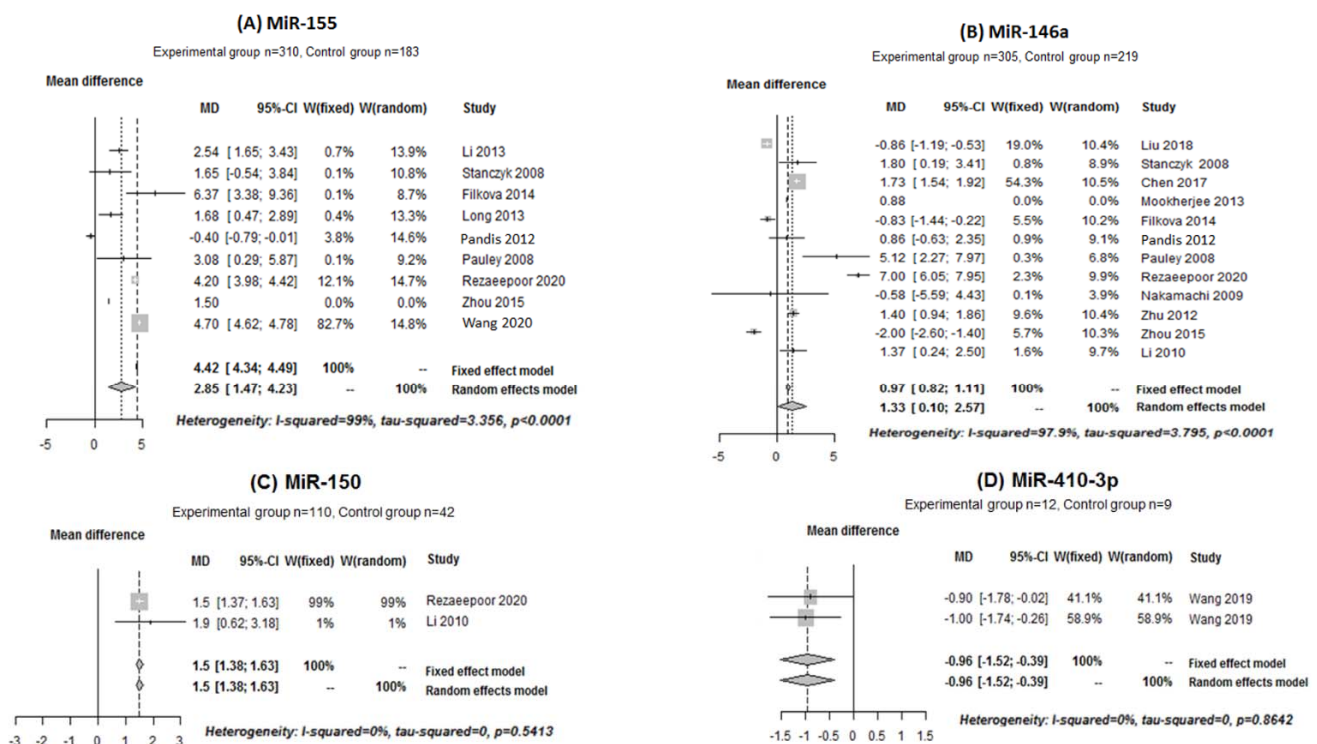 (A) MiR-155
Experimental group n=310, Control group n=183
Mean difference
MD 95%-CI W(fixed) W(random) Study
2.54 [ 1.65; 3.43] 0.7% 13.9% Li 2013
1.65 [-0.54; 3.84] 0.1% 10.8% Stanczyk 2008
6.37 [ 3.38; 9.36] 0.1% 8.7% Filkova 2014
1.68 [ 0.47; 2.89] 0.4% 13.3% Long 2013
-0.40 [-0.79; -0.01] 3.8% 14.6% Pandis 2012
3.08 [ 0.29; 5.87] 0.1% 9.2% Pauley 2008
4.20 [ 3.98; 4.42] 12.1% 14.7% Rezaeepoor 2020
1.50 0.0% 0.0% Zhou 2015
4.70 [ 4.62; 4.78] 82.7% 14.8% Wang 2020
4.42 [ 4.34; 4.49] 100% -- Fixed effect model
2.85 [ 1.47; 4.23] -- 100% Random effects model
Heterogeneity: I-squared=99%, tau-squared=3.356, p<0.0001
-5 0 5
(B) MiR-146a
Experimental group n=305, Control group n=219
Mean difference
MD 95%-CI W(fixed) W(random) Study
-0.86 [-1.19; -0.53] 19.0% 10.4% Liu 2018
1.80 [ 0.19; 3.41] 0.8% 8.9% Stanczyk 2008
1.73 [ 1.54; 1.92] 54.3% 10.5% Chen 2017
0.88 0.0% 0.0% Mookherjee 2013
-0.83 [-1.44; -0.22] 5.5% 10.2% Filkova 2014
0.86 [-0.63; 2.35] 0.9% 9.1% Pandis 2012
5.12 [ 2.27; 7.97] 0.3% 6.8% Pauley 2008
7.00 [ 6.05; 7.95] 2.3% 9.9% Rezaeepoor 2020
-0.58 [-5.59; 4.43] 0.1% 3.9% Nakamachi 2009
1.40 [ 0.94; 1.86] 9.6% 10.4% Zhu 2012
-2.00 [-2.60; -1.40] 5.7% 10.3% Zhou 2015
1.37 [ 0.24; 2.50] 1.6% 9.7% Li 2010
0.97 [ 0.82; 1.11] 100% -- Fixed effect model
1.33 [ 0.10; 2.57] -- 100% Random effects model
Heterogeneity: I-squared=97.9%, tau-squared=3.795, p<0.0001
-5 0 5
(C) MiR-150
Experimental group n=110, Control group n=42
Mean difference
MD 95%-CI W(fixed) W(random) Study
1.5 [1.37; 1.63] 99% 99% Rezaeepoor 2020
1.9 [0.62; 3.18] 1% 1% Li 2010
1.5 [1.38; 1.63] 100% -- Fixed effect model
1.5 [1.38; 1.63] -- 100% Random effects model
Heterogeneity: I-squared=0%, tau-squared=0, p=0.5413
-3 -2 -1 0 1 2 3
(D) MiR-410-3p
Experimental group n=12, Control group n=9
Mean difference
MD 95%-CI W(fixed) W(random) Study
-0.90 [-1.78; -0.02] 41.1% 41.1% Wang 2019
-1.00 [-1.74; -0.26] 58.9% 58.9% Wang 2019
-0.96 [-1.52; -0.39] 100% -- Fixed effect model
-0.96 [-1.52; -0.39] -- 100% Random effects model
Heterogeneity: I-squared=0%, tau-squared=0, p=0.8642
-1.5 -1 -0.5 0 0.5 1 1.5